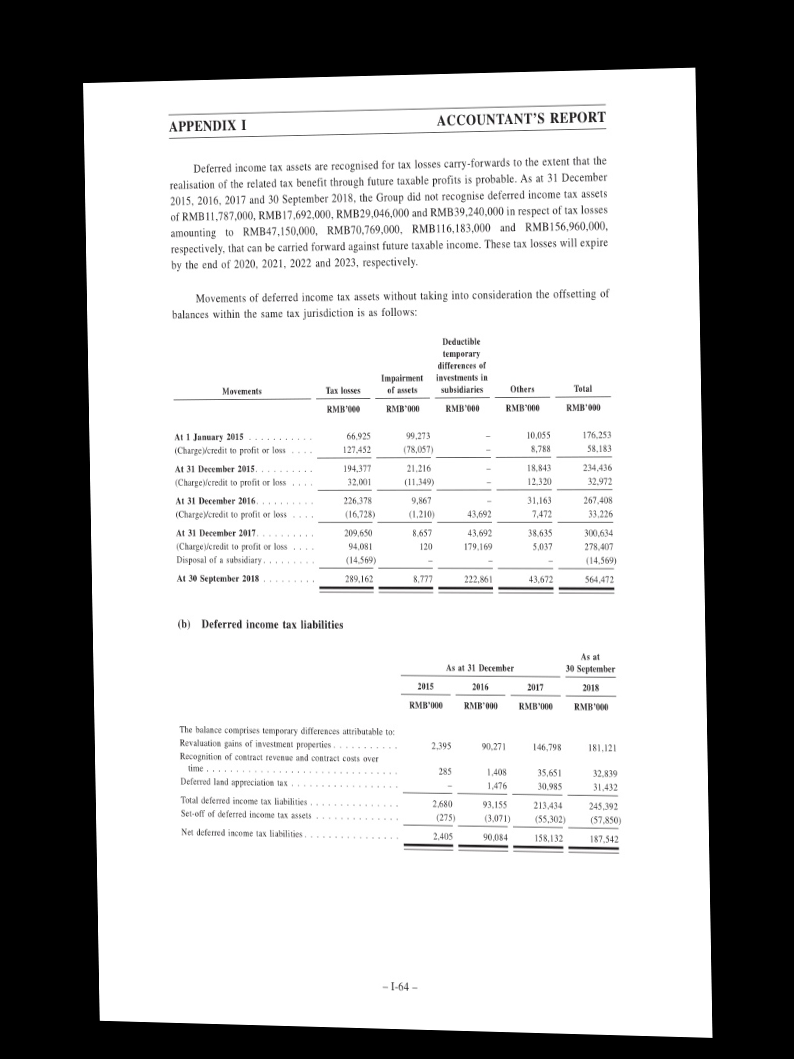 APPENDIX I ACCOUNTANT'S REPORT
Deferred income tax assets are recognised for tax losses carry-forwards to the extent that the
realisation of the related tax benefit through future taxable profits is probable. As at 31 December
2015, 2016, 2017 and 30 September 2018, the Group did not recognise deferred income tax assets
of RMB11,787,000, RMB17,692,000, RMB29,046,000 and RMB39,240,000 in respect of tax losses
amounting to RMB47,150,000, RMB70,769,000, RMB116,183,000 and RMB156,960,000,
respectively, that can be carried forward against future taxable income. These tax losses will expire
by the end of 2020, 2021, 2022 and 2023, respectively.
Movements of deferred income tax assets without taking into consideration the offsetting of
balances within the same tax jurisdiction is as follows:
Deductible
temporary
differences of
Impairment investments in
Movements Tax losses of assets subsidiaries Others Total
RMB'000 RMB'000 RMB'000 RMB'000 RMB'000
At 1 January 2015 . . . . . . . . . . . 66,925 99,273 – 10,055 176,253
(Charge)/credit to profit or loss . . . . 127,452 (78,057) – 8,788 58,183
At 31 December 2015. . . . . . . . . . 194,377 21,216 – 18,843 234,436
(Charge)/credit to profit or loss . . . . 32,001 (11,349) – 12,320 32,972
At 31 December 2016. . . . . . . . . . 226,378 9,867 – 31,163 267,408
(Charge)/credit to profit or loss . . . . (16,728) (1,210) 43,692 7,472 33,226
At 31 December 2017. . . . . . . . . . 209,650 8,657 43,692 38,635 300,634
(Charge)/credit to profit or loss . . . . 94,081 120 179,169 5,037 278,407
Disposal of a subsidiary. . . . . . . . . (14,569) – – – (14,569)
At 30 September 2018 . . . . . . . . . 289,162 8,777 222,861 43,672 564,472
(b) Deferred income tax liabilities
As at
As at 31 December 30 September
2015 2016 2017 2018
RMB'000 RMB'000 RMB'000 RMB'000
The balance comprises temporary differences attributable to:
Revaluation gains of investment properties . . . . . . . . . . . 2,395 90,271 146,798 181,121
Recognition of contract revenue and contract costs over
time . . . . . . . . . . . . . . . . . . . . . . . . . . . . . . . . 285 1,408 35,651 32,839
Deferred land appreciation tax . . . . . . . . . . . . . . . . . . – 1,476 30,985 31,432
Total deferred income tax liabilities . . . . . . . . . . . . . . . 2,680 93,155 213,434 245,392
Set-off of deferred income tax assets . . . . . . . . . . . . . . (275) (3,071) (55,302) (57,850)
Net deferred income tax liabilities. . . . . . . . . . . . . . . . 2,405 90,084 158,132 187,542
– I-64 –